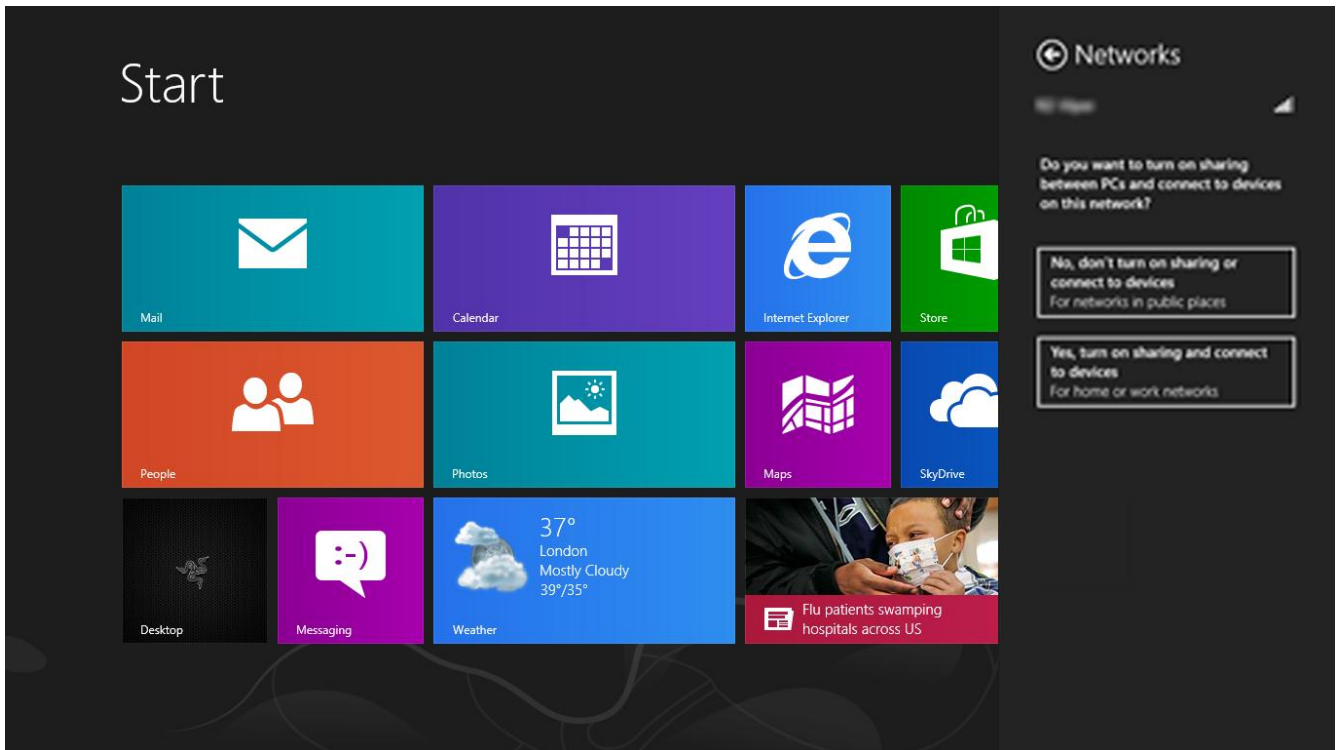 Start
Networks
Do you want to turn on sharing
between PCs and connect to devices
on this network?
No, don't turn on sharing or
connect to devices
For networks in public places
Yes, turn on sharing and connect
to devices
For home or work networks
Mail
Calendar
Internet Explorer
Store
People
Photos
Maps
SkyDrive
Desktop
:-)
Messaging
37°
London
Mostly Cloudy
39°/35°
Weather
Flu patients swamping
hospitals across US